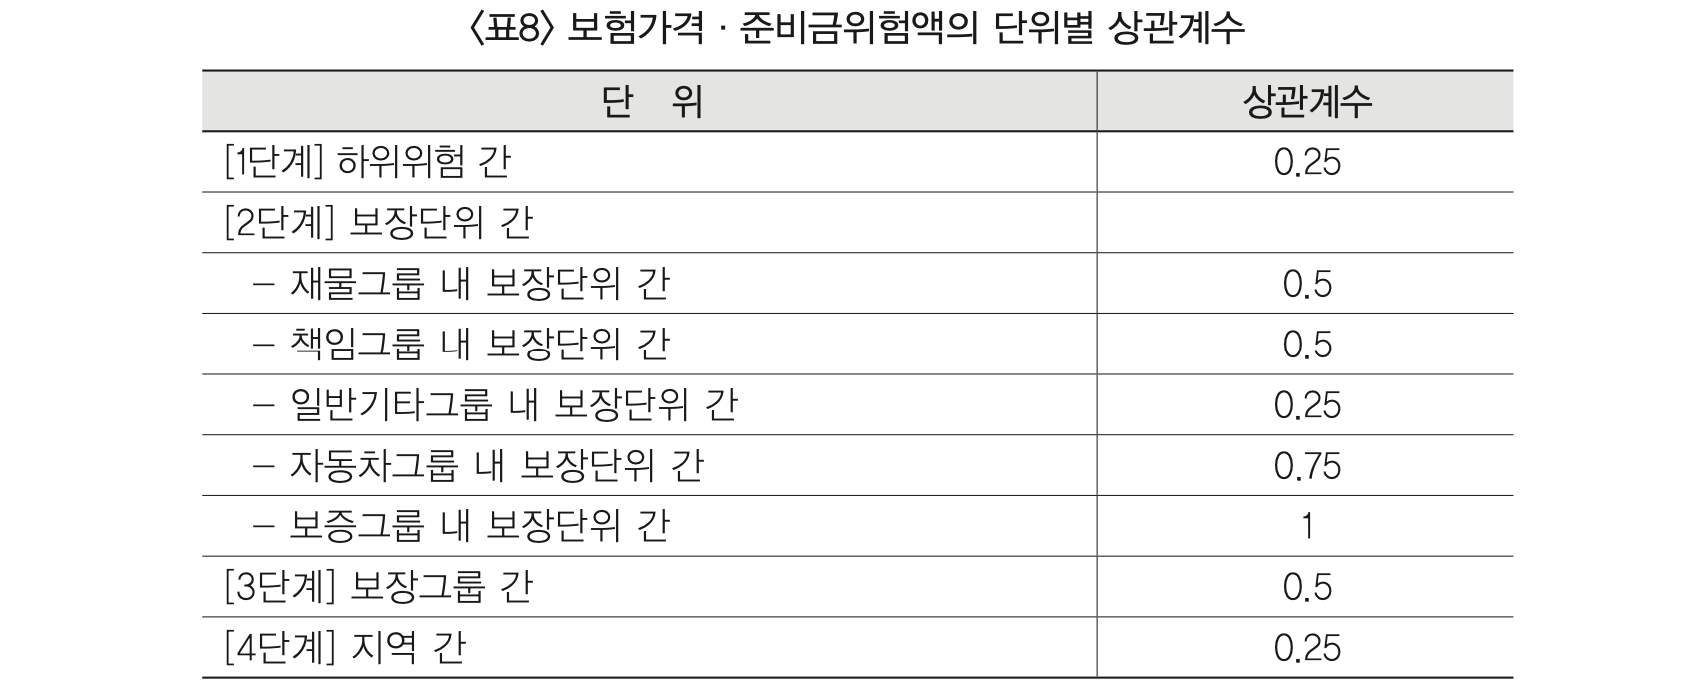 〈표8〉 보험가격·준비금위험액의 단위별 상관계수
단 위 상관계수
[1단계] 하위위험 간 0.25
[2단계] 보장단위 간
- 재물그룹 내 보장단위 간 0.5
- 책임그룹 내 보장단위 간 0.5
- 일반기타그룹 내 보장단위 간 0.25
- 자동차그룹 내 보장단위 간 0.75
- 보증그룹 내 보장단위 간 1
[3단계] 보장그룹 간 0.5
[4단계] 지역 간 0.25